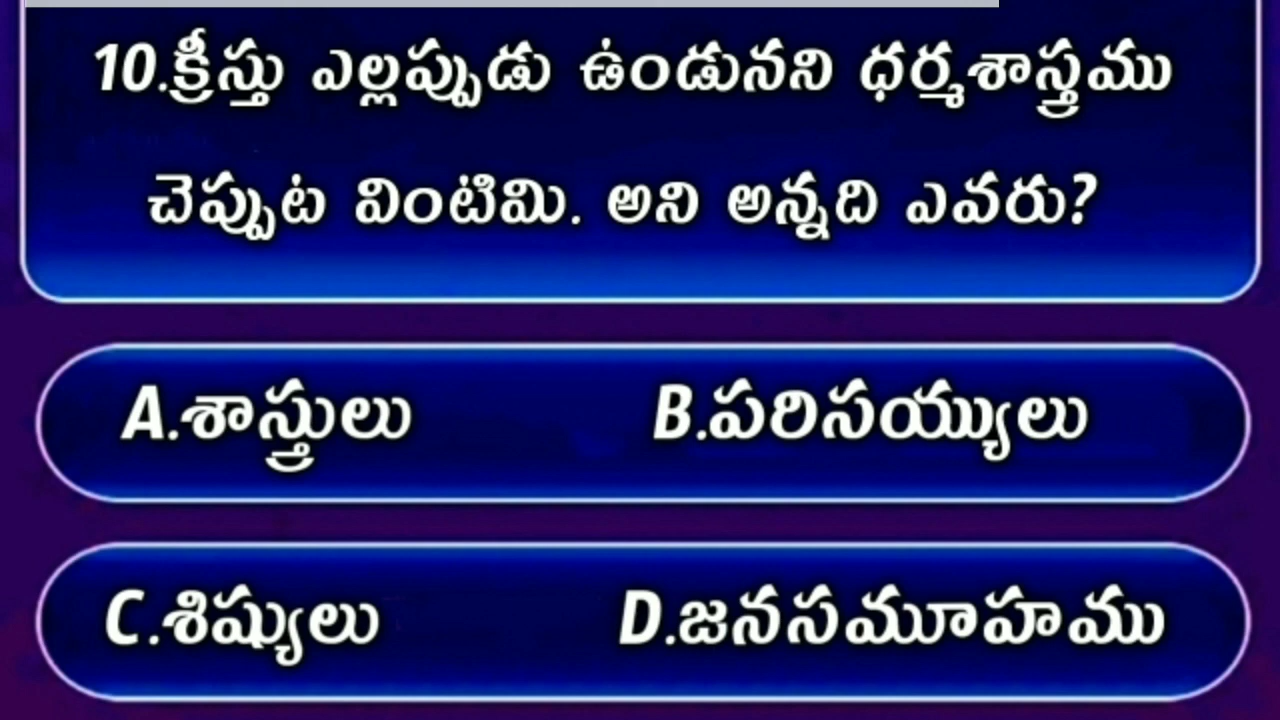 10.క్రీస్తు ఎల్లప్పుడు ఉండునని ధర్మశాస్త్రము
చెప్పుట వింటిమి. అని అన్నది ఎవరు?
A.శాస్త్రులు B.పరిసయ్యులు
C.శిష్యులు D.జనసమూహము